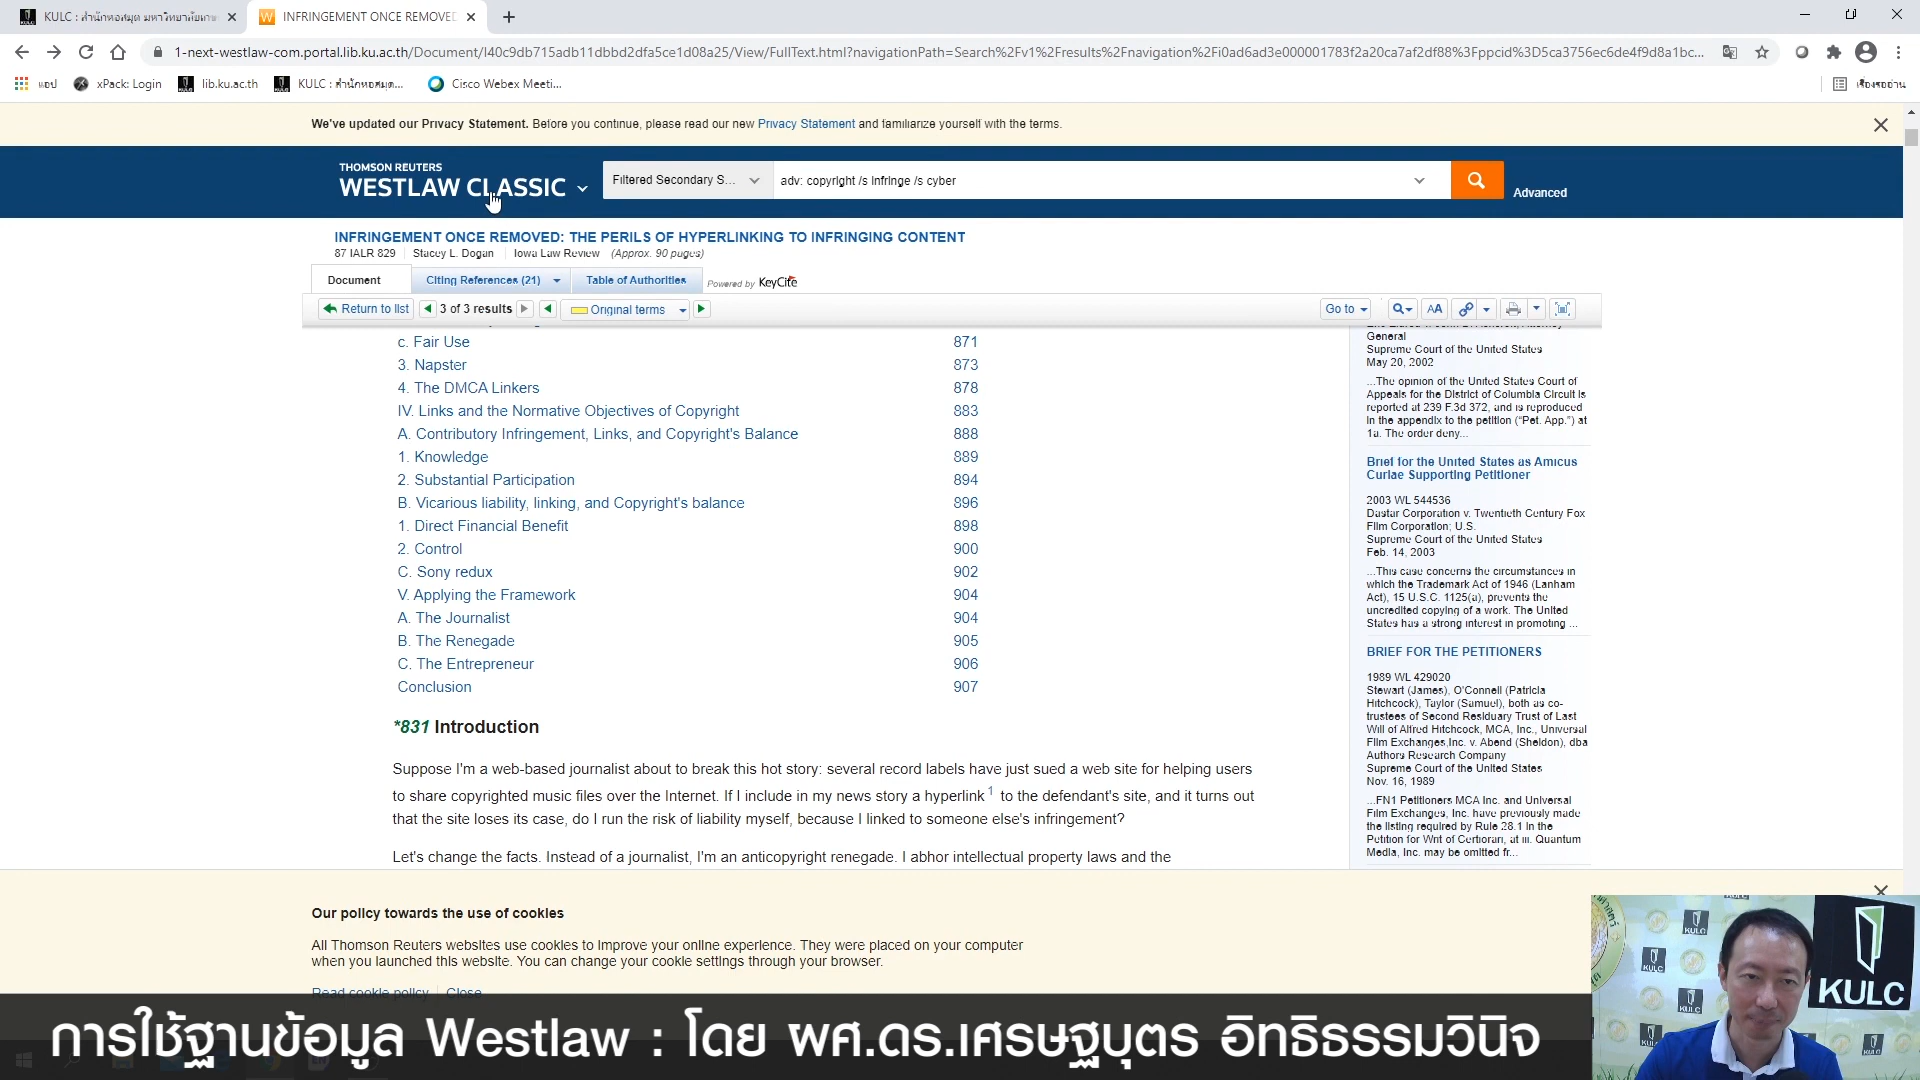 KULC : สำนักหอสมุด มหาวิทยาลัยเกษ
INFRINGEMENT ONCE REMOVED
1-next-westlaw-com.portal.lib.ku.ac.th/Document/I40c9db715adb11dbbd2dfa5ce1d08a25/View/FullText.html?navigationPath=Search%2Fv1%2Fresults%2Fnavigation%2Fi0ad6ad3e000001783f2a20ca7af2df88%3Fppcid%3D5ca3756ec6de4f9d8a1bc...
แอป xPack: Login lib.ku.ac.th KULC : สำนักหอสมุด... Cisco Webex Meeti...
We've updated our Privacy Statement. Before you continue, please read our new Privacy Statement and familiarize yourself with the terms.
THOMSON REUTERS
WESTLAW CLASSIC
Filtered Secondary S... adv: copyright /s infringe /s cyber
Advanced
INFRINGEMENT ONCE REMOVED: THE PERILS OF HYPERLINKING TO INFRINGING CONTENT
87 IALR 829 Stacey L. Dogan Iowa Law Review (Approx. 90 pages)
Document Citing References (21) Table of Authorities Powered by KeyCite
Return to list 3 of 3 results Original terms Go to AA
c. Fair Use 871
3. Napster 873
4. The DMCA Linkers 878
IV. Links and the Normative Objectives of Copyright 883
A. Contributory Infringement, Links, and Copyright's Balance 888
1. Knowledge 889
2. Substantial Participation 894
B. Vicarious liability, linking, and Copyright's balance 896
1. Direct Financial Benefit 898
2. Control 900
C. Sony redux 902
V. Applying the Framework 904
A. The Journalist 904
B. The Renegade 905
C. The Entrepreneur 906
Conclusion 907
*831 Introduction
Suppose I'm a web-based journalist about to break this hot story: several record labels have just sued a web site for helping users
to share copyrighted music files over the Internet. If I include in my news story a hyperlink 1 to the defendant's site, and it turns out
that the site loses its case, do I run the risk of liability myself, because I linked to someone else's infringement?
Let's change the facts. Instead of a journalist, I'm an anticopyright renegade. I abhor intellectual property laws and the
General
Supreme Court of the United States
May 20, 2002
...The opinion of the United States Court of
Appeals for the District of Columbia Circuit is
reported at 239 F.3d 372, and is reproduced
in the appendix to the petition (“Pet. App.”) at
1a. The order deny...
Brief for the United States as Amicus
Curiae Supporting Petitioner
2003 WL 544536
Dastar Corporation v. Twentieth Century Fox
Film Corporation; U.S.
Supreme Court of the United States
Feb. 14, 2003
...This case concerns the circumstances in
which the Trademark Act of 1946 (Lanham
Act), 15 U.S.C. 1125(a), prevents the
uncredited copying of a work. The United
States has a strong interest in promoting ...
BRIEF FOR THE PETITIONERS
1989 WL 429020
Stewart (James), O'Connell (Patricia
Hitchcock), Taylor (Samuel), both as co-
trustees of Second Residuary Trust of Last
Will of Alfred Hitchcock, MCA, Inc., Universal
Film Exchanges,Inc. v. Abend (Sheldon), dba
Authors Research Company
Supreme Court of the United States
Nov. 16, 1989
...FN1 Petitioners MCA Inc. and Universal
Film Exchanges, Inc. have previously made
the listing required by Rule 28.1 in the
Petition for Writ of Certiorari, at iii. Quantum
Media, Inc. may be omitted fr...
Our policy towards the use of cookies
All Thomson Reuters websites use cookies to improve your online experience. They were placed on your computer
when you launched this website. You can change your cookie settings through your browser.
Read cookie policy Close
KULC
การใช้ฐานข้อมูล Westlaw : โดย ผศ.ดร.เศรษฐบุตร อิทธิธรรมวินิจ